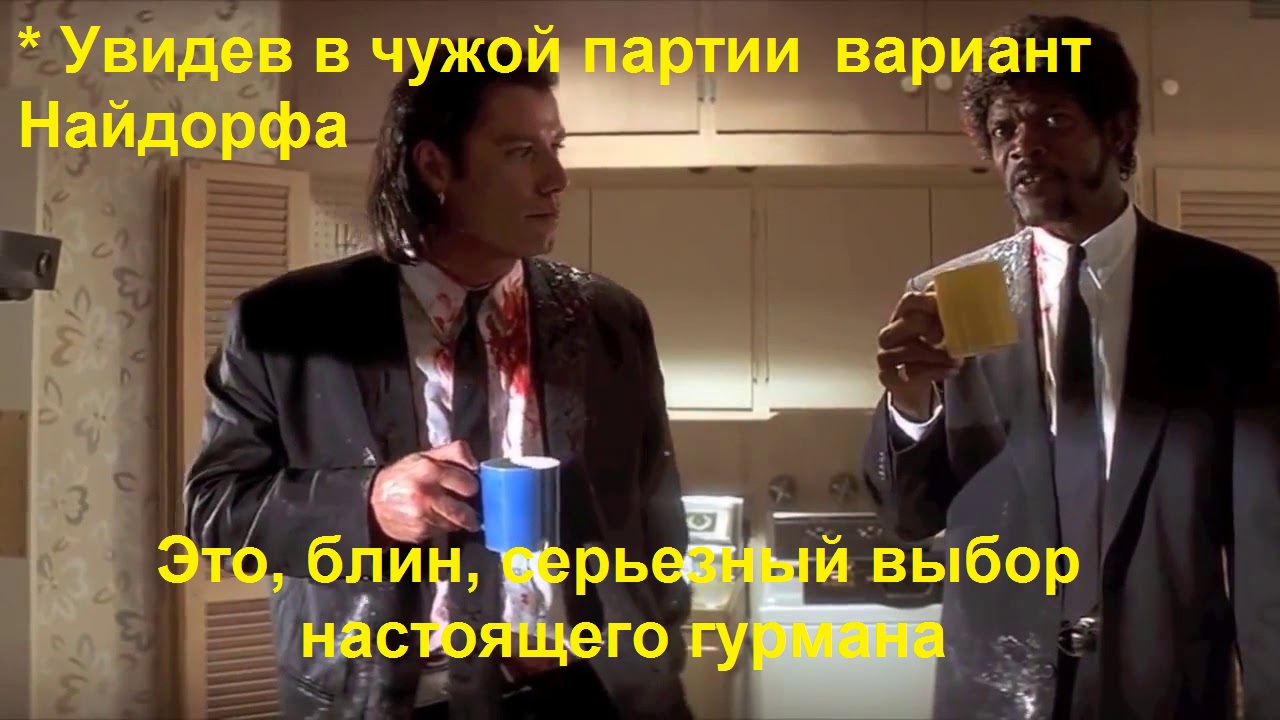 * Увидев в чужой партии вариант
Найдорфа
Это, блин, серьезный выбор
настоящего гурмана